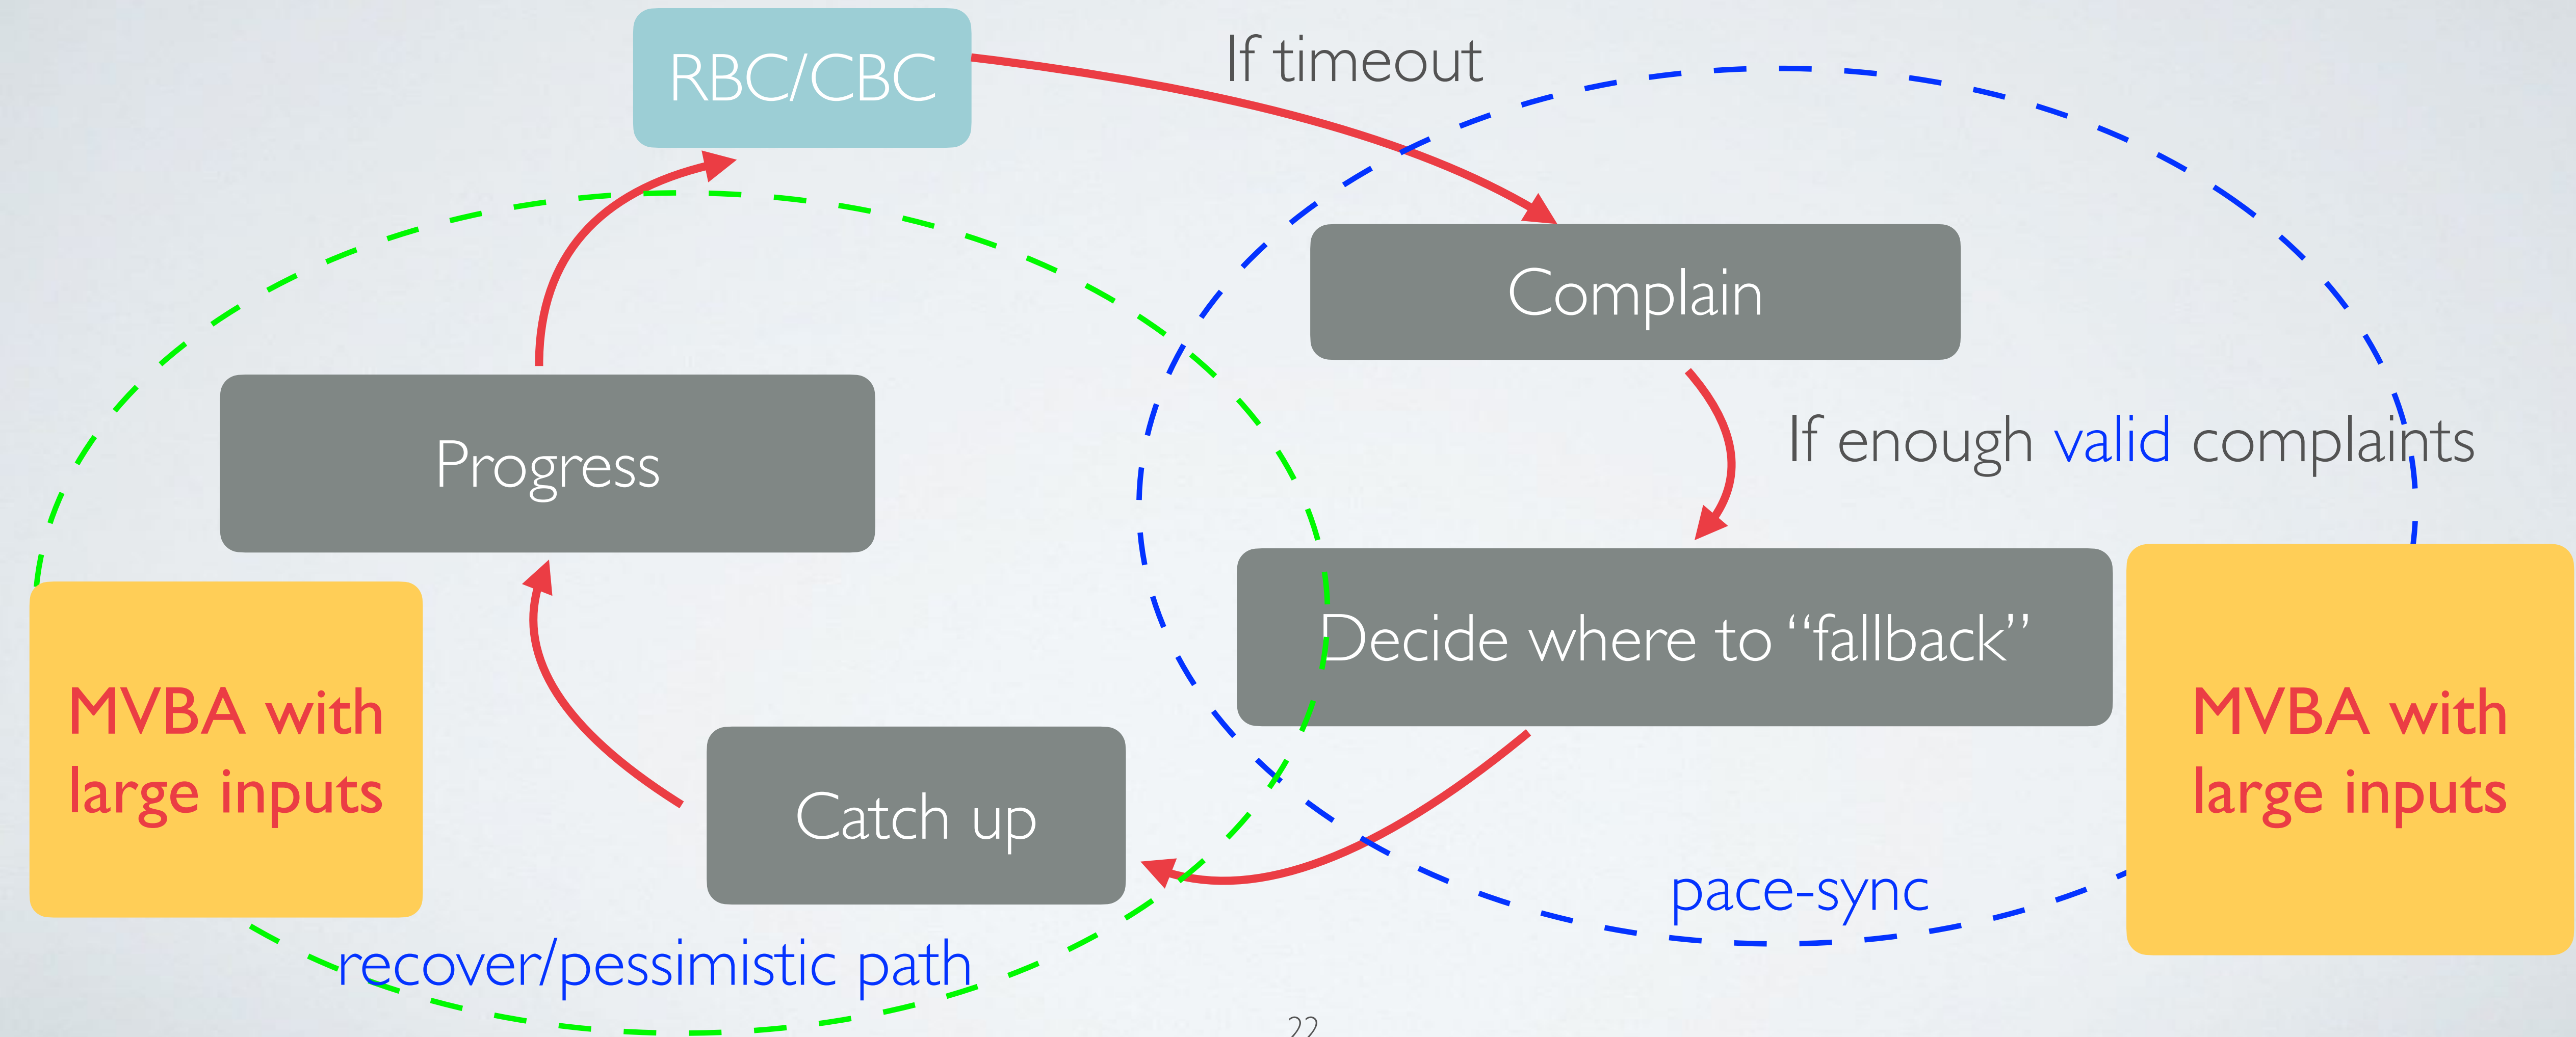 RBC/CBC
If timeout
Complain
If enough valid complaints
Progress
Decide where to “fallback”
MVBA with
large inputs
MVBA with
large inputs
Catch up
pace-sync
recover/pessimistic path
22